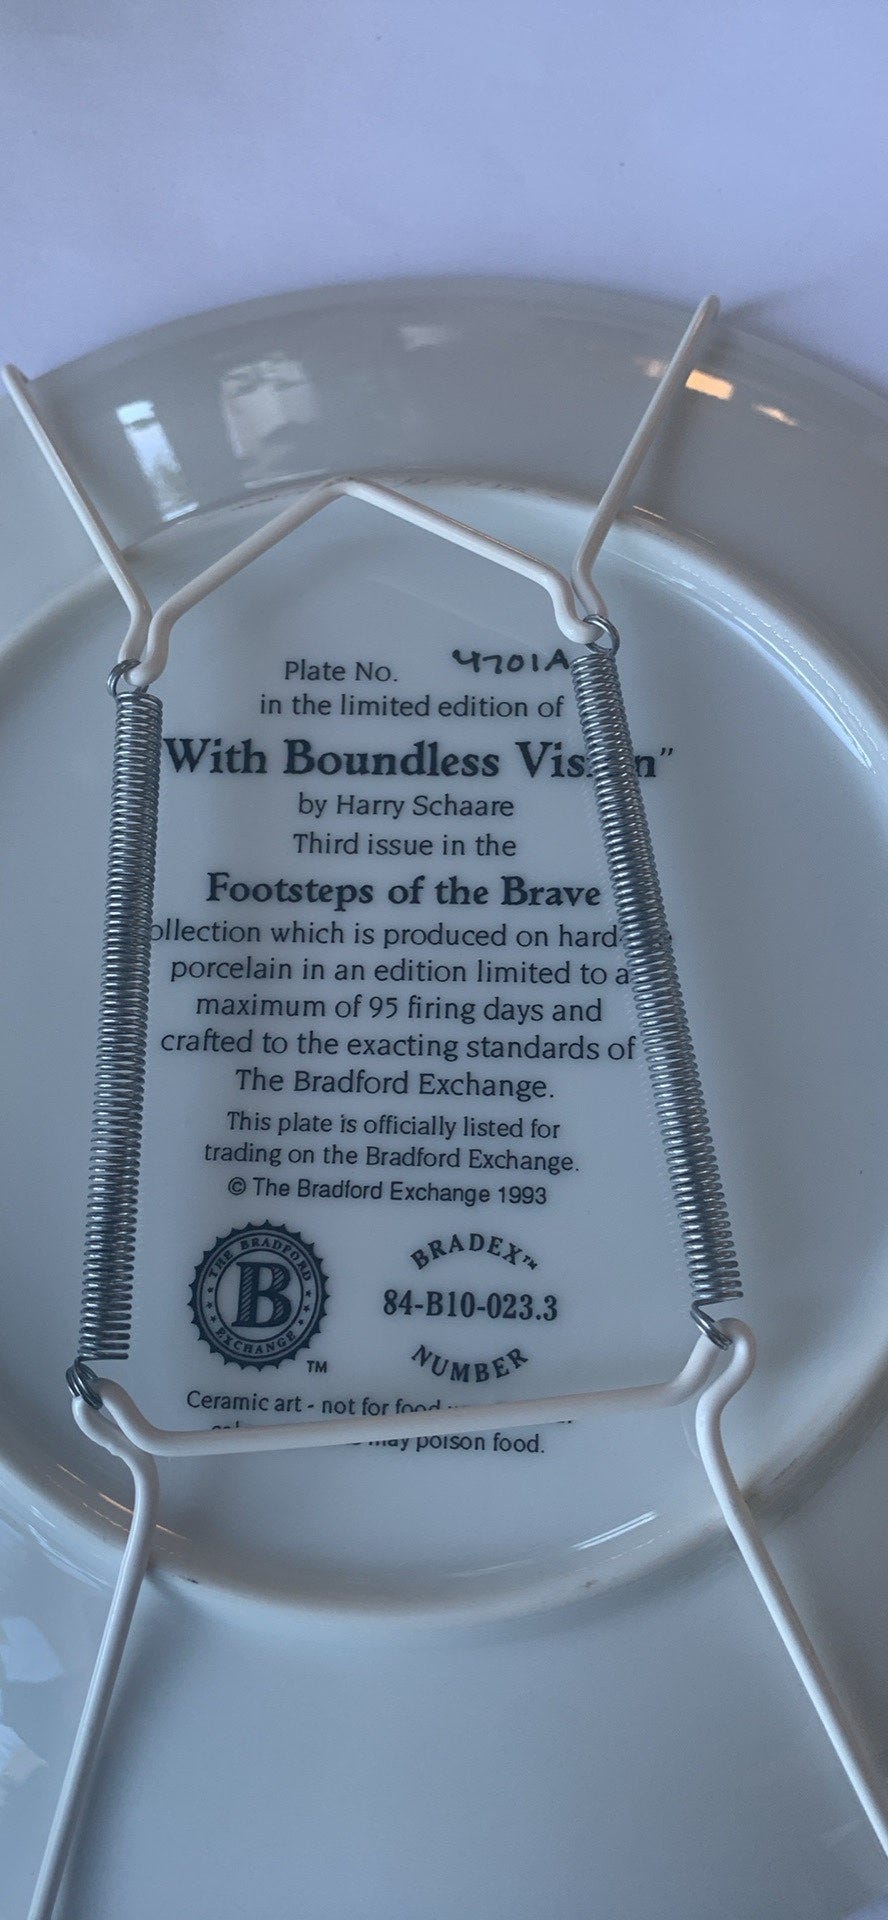 Plate No. 4701A
in the limited edition of
With Boundless
by Harry Schaare
Third issue in the
Footsteps of the Brave
ollection which is produced on hard-
porcelain in an edition limited to a
maximum of 95 firing days and
crafted to the exacting standards of
The Bradford Exchange.
This plate is officially listed for
trading on the Bradford Exchange.
© The Bradford Exchange 1993
THE BRADFORD
B
EXCHANGE
TM
BRADEX™
84-B10-023.3
NUMBER
Ceramic art - not for food
may poison food.